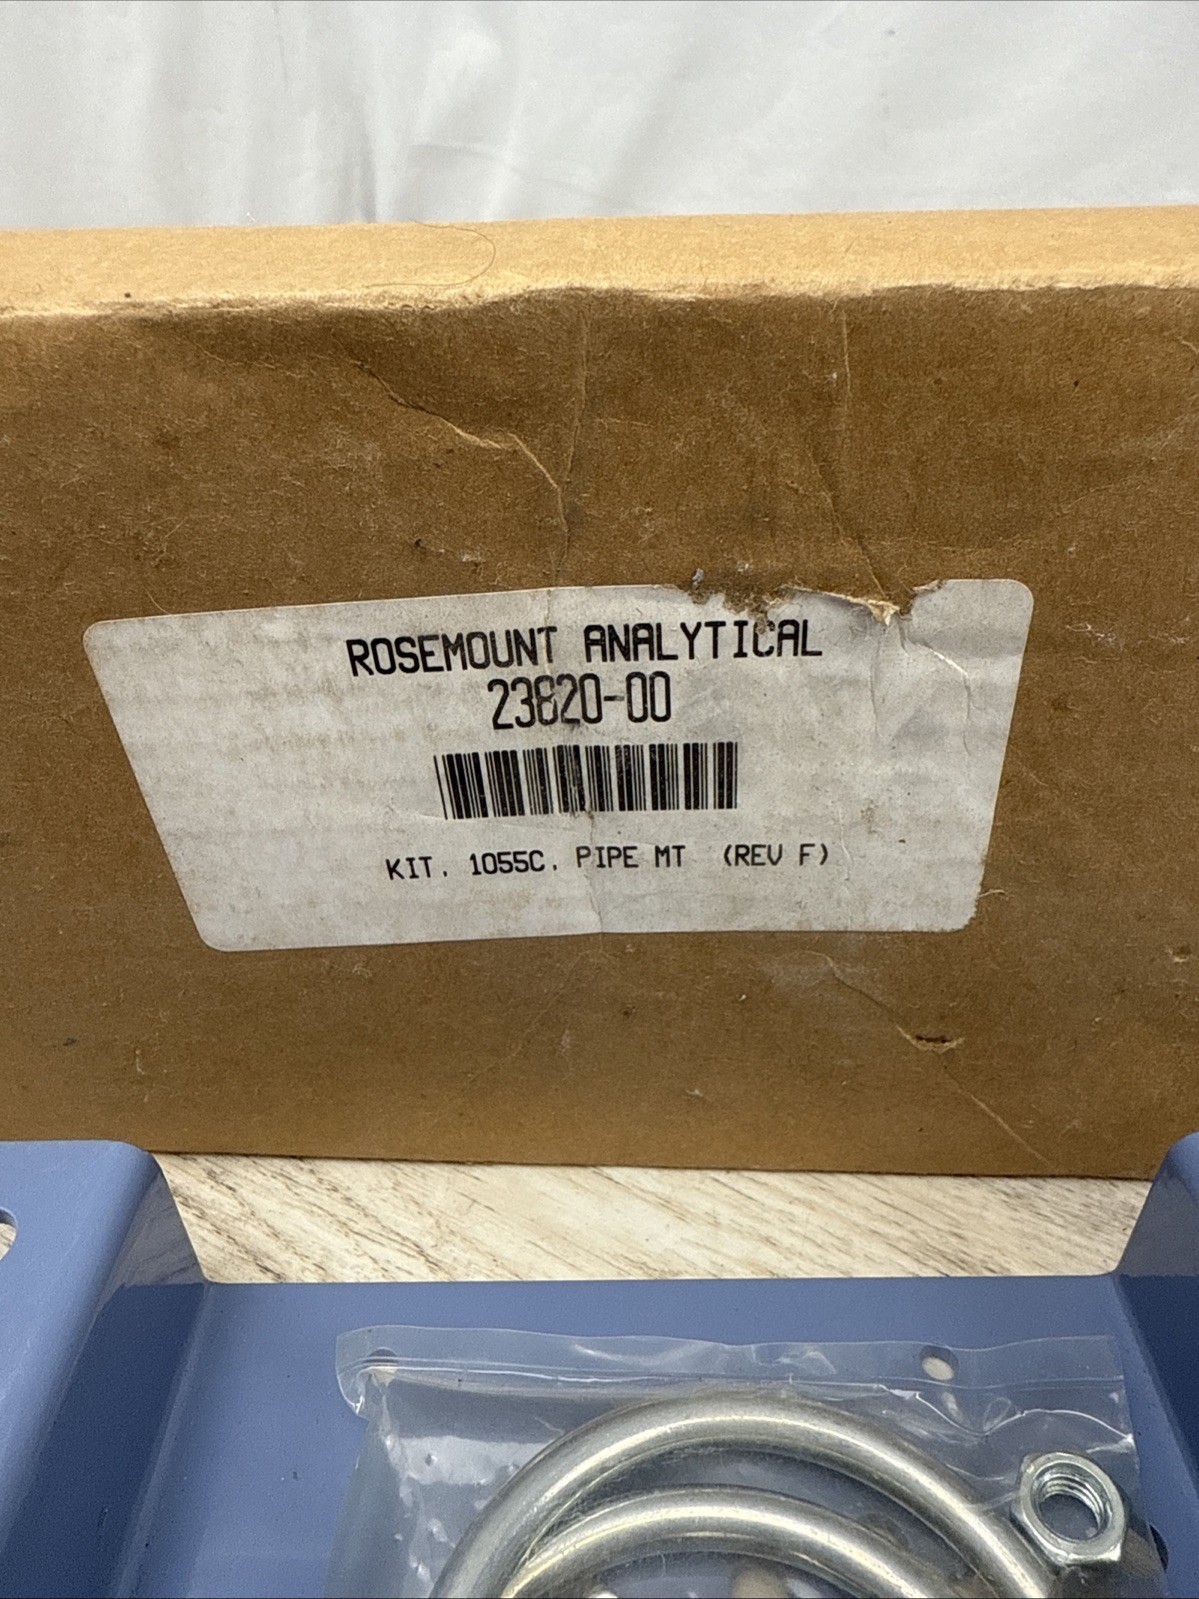 ROSEMOUNT ANALYTICAL
23820-00
KIT. 1055C. PIPE MT (REV F)